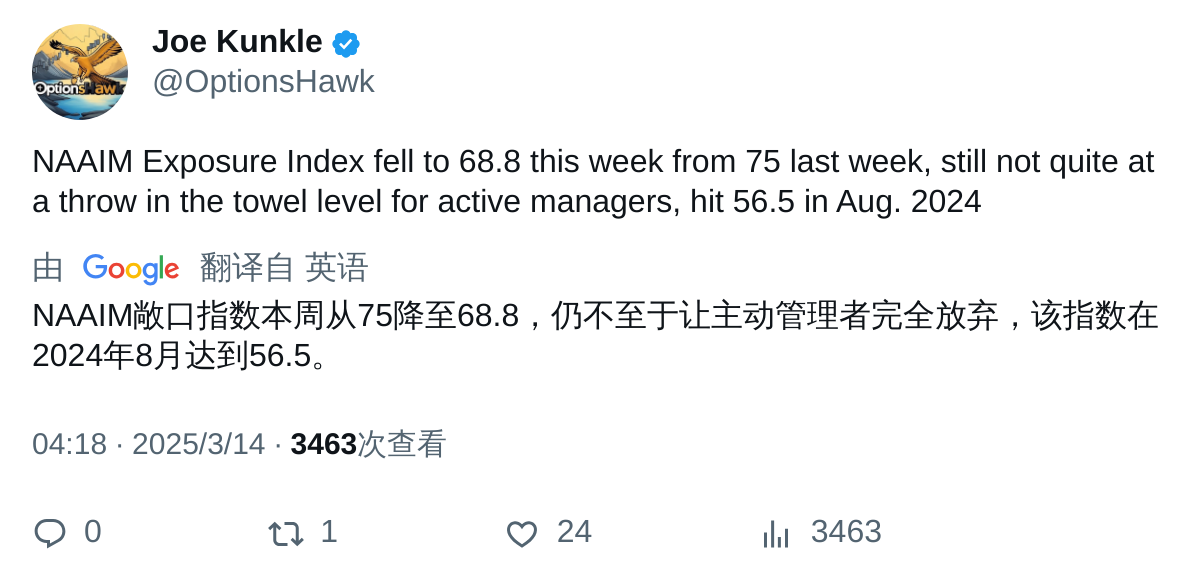 OptionsHawk
Joe Kunkle
@OptionsHawk
NAAIM Exposure Index fell to 68.8 this week from 75 last week, still not quite at
a throw in the towel level for active managers, hit 56.5 in Aug. 2024
由 Google 翻译自 英语
NAAIM敞口指数本周从75降至68.8，仍不至于让主动管理者完全放弃，该指数在
2024年8月达到56.5。
04:18 · 2025/3/14 · 3463次查看
0 1 24 3463